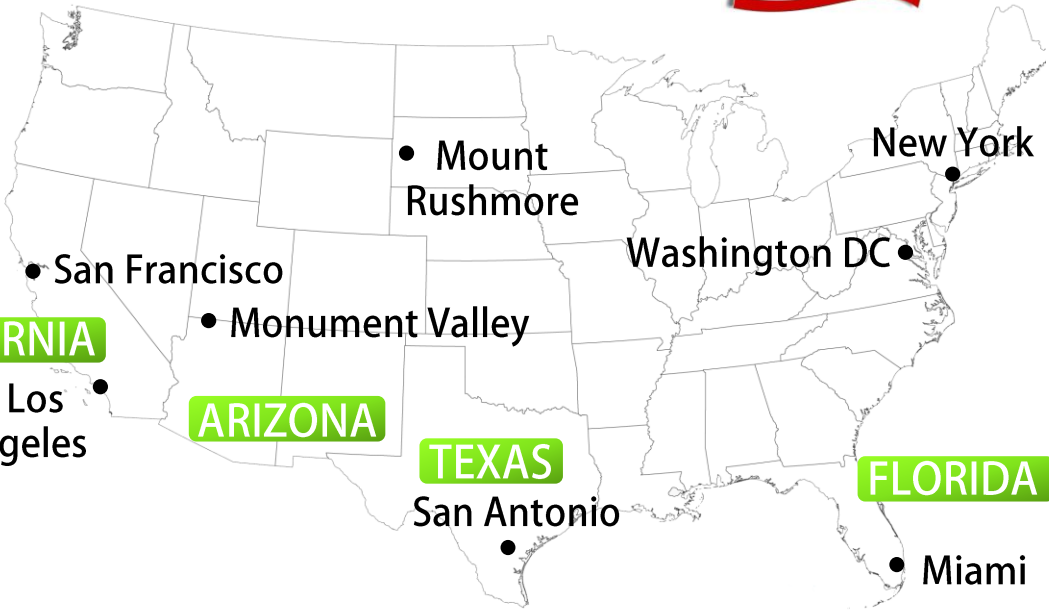 New York
Mount
Rushmore
Washington DC
San Francisco
Monument Valley
RNIA
Los
geles
ARIZONA
TEXAS
FLORIDA
San Antonio
Miami